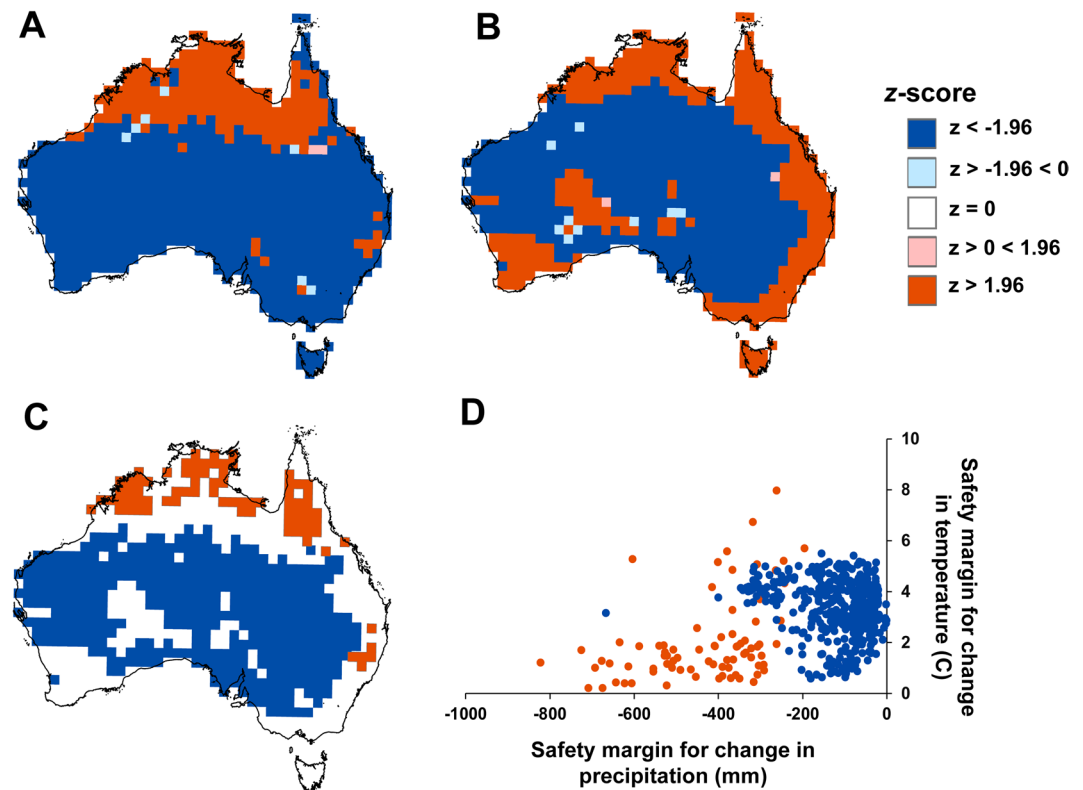 A
B
z-score
z < -1.96
z > -1.96 < 0
z = 0
z > 0 < 1.96
z > 1.96
C
D
10
8
6
4
2
0
Safety margin for change
in temperature (C)
-1000
-800
-600
-400
-200
0
Safety margin for change in
precipitation (mm)